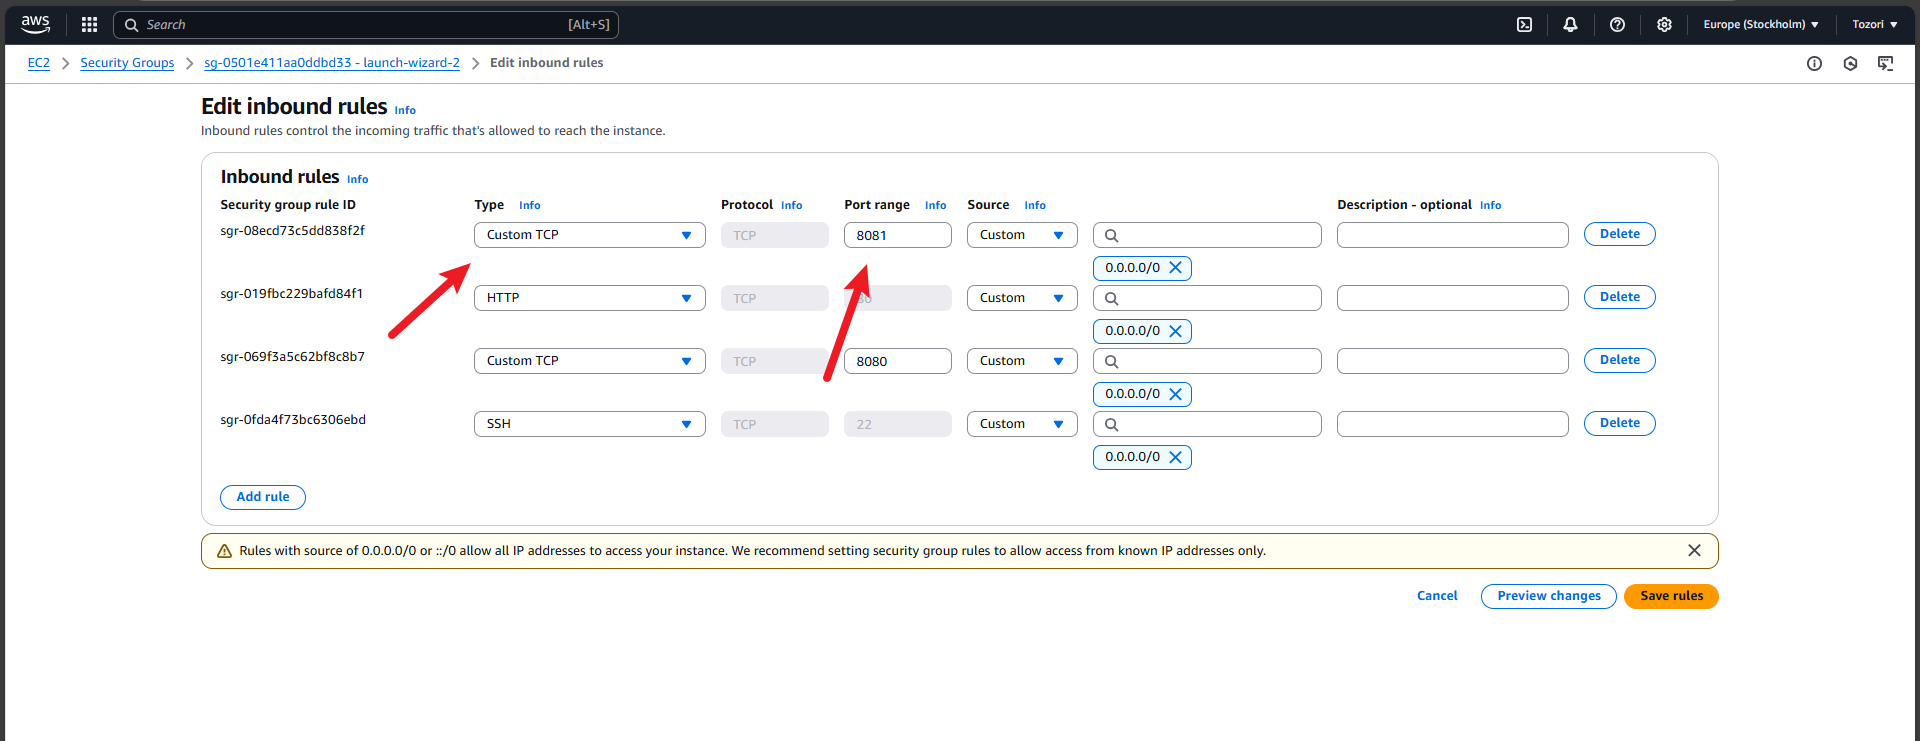 aws Search [Alt+S] Europe (Stockholm) Tozori
EC2 Security Groups sg-0501e411aa0ddbd33 - launch-wizard-2 Edit inbound rules
Edit inbound rules Info
Inbound rules control the incoming traffic that's allowed to reach the instance.
Inbound rules Info
Security group rule ID Type Info Protocol Info Port range Info Source Info Description - optional Info
sgr-08ecd73c5dd838f2f Custom TCP TCP 8081 Custom Delete
0.0.0.0/0
sgr-019fbc229bafd84f1 HTTP TCP 80 Custom Delete
0.0.0.0/0
sgr-069f3a5c62bf8c8b7 Custom TCP TCP 8080 Custom Delete
0.0.0.0/0
sgr-0fda4f73bc6306ebd SSH TCP 22 Custom Delete
0.0.0.0/0
Add rule
Rules with source of 0.0.0.0/0 or ::/0 allow all IP addresses to access your instance. We recommend setting security group rules to allow access from known IP addresses only.
Cancel Preview changes Save rules